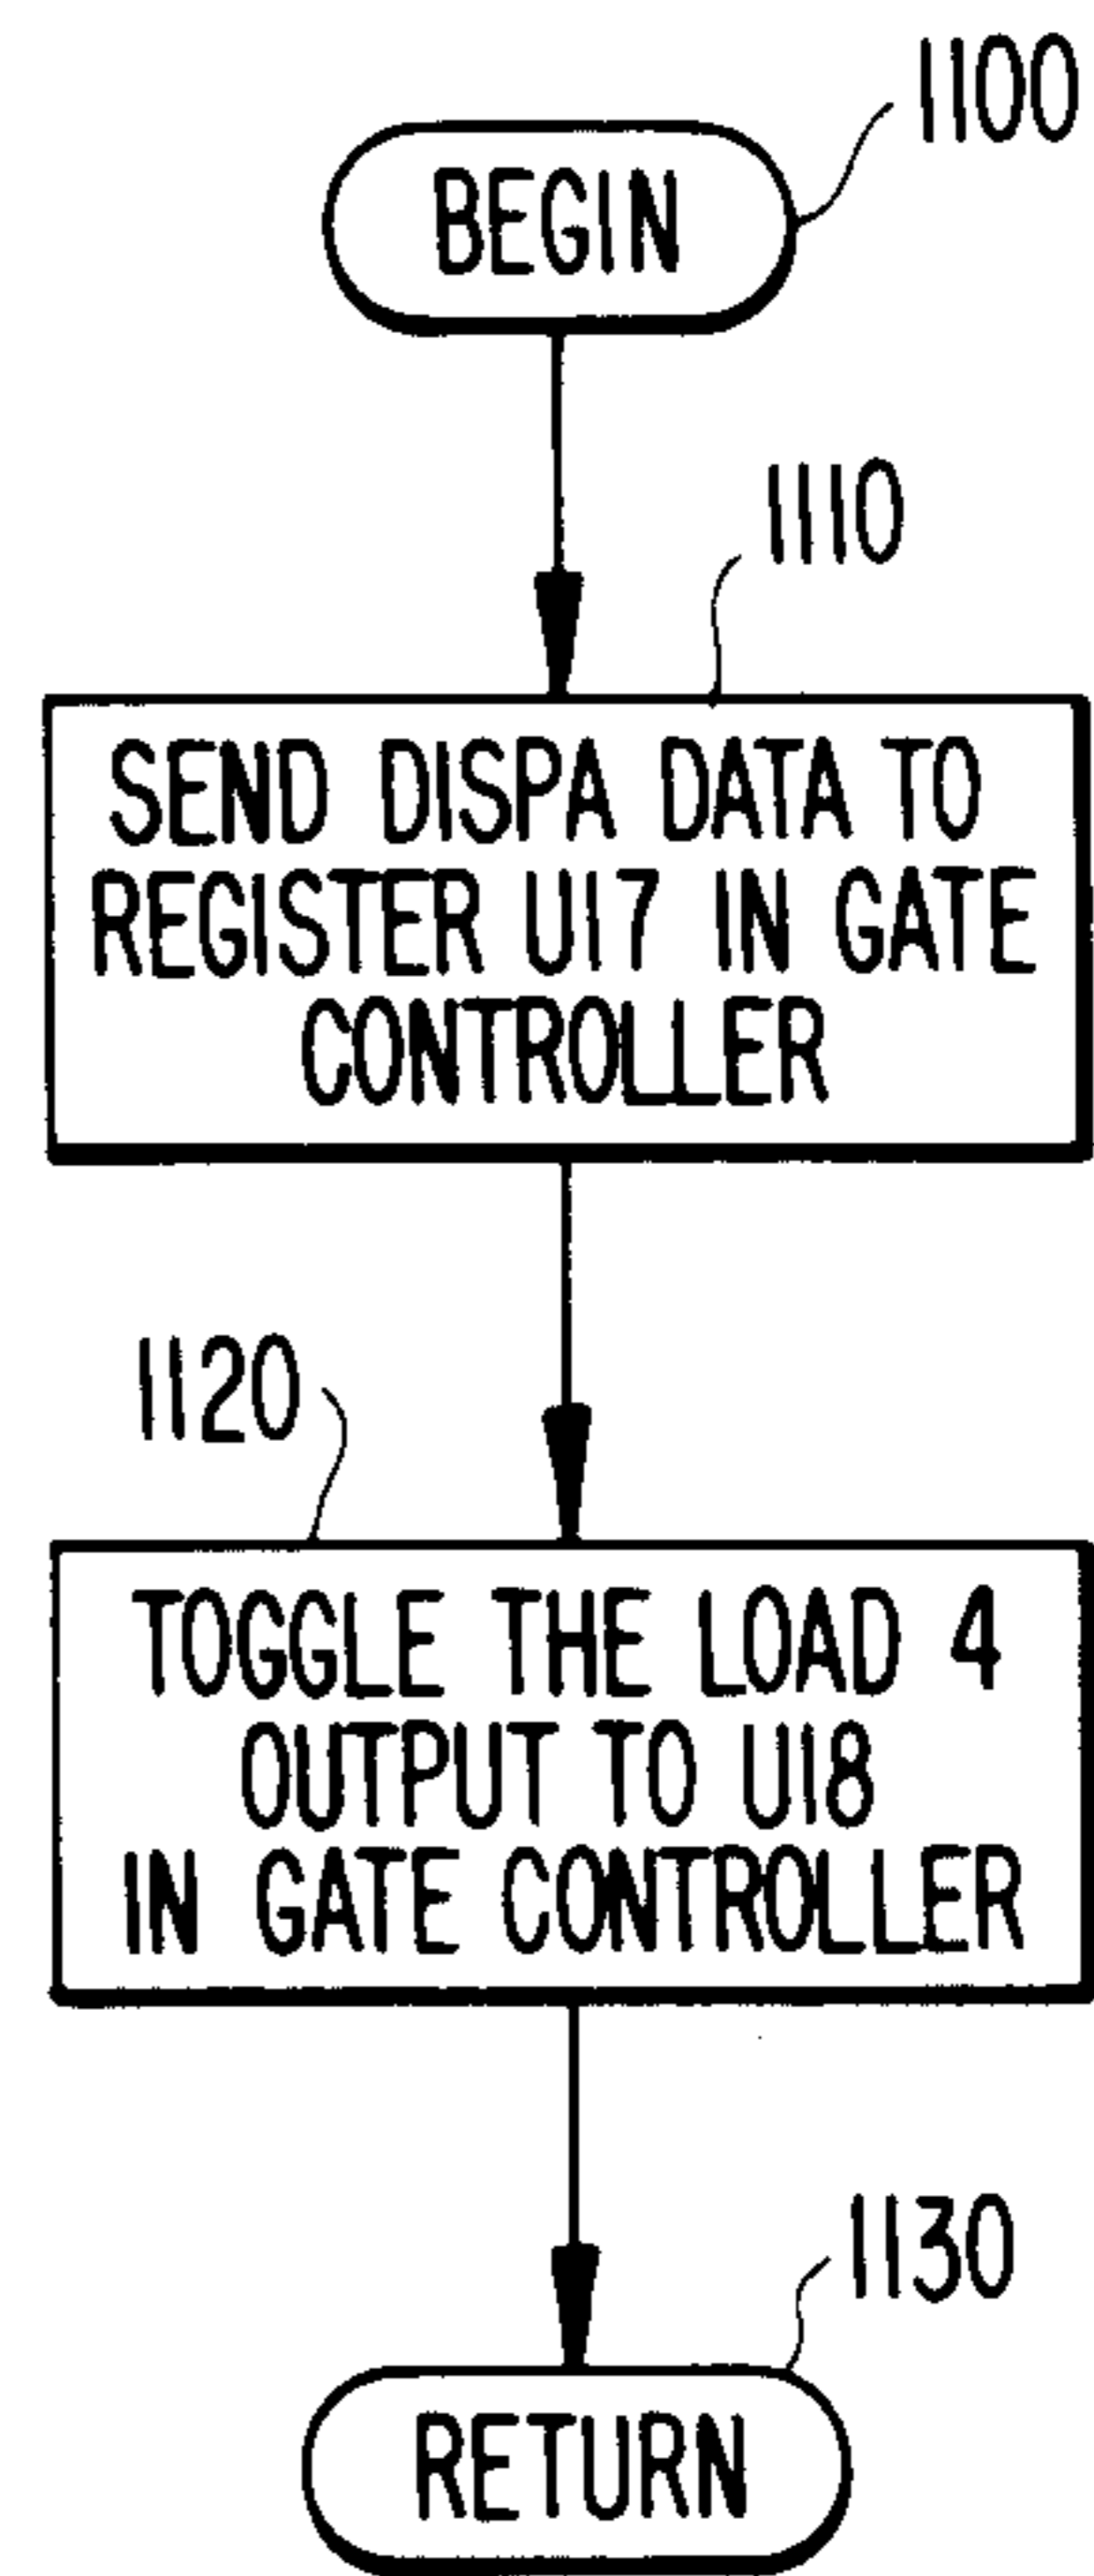 1100
BEGIN
1110
SEND DISPA DATA TO
REGISTER U17 IN GATE
CONTROLLER
1120
TOGGLE THE LOAD 4
OUTPUT TO U18
IN GATE CONTROLLER
1130
RETURN